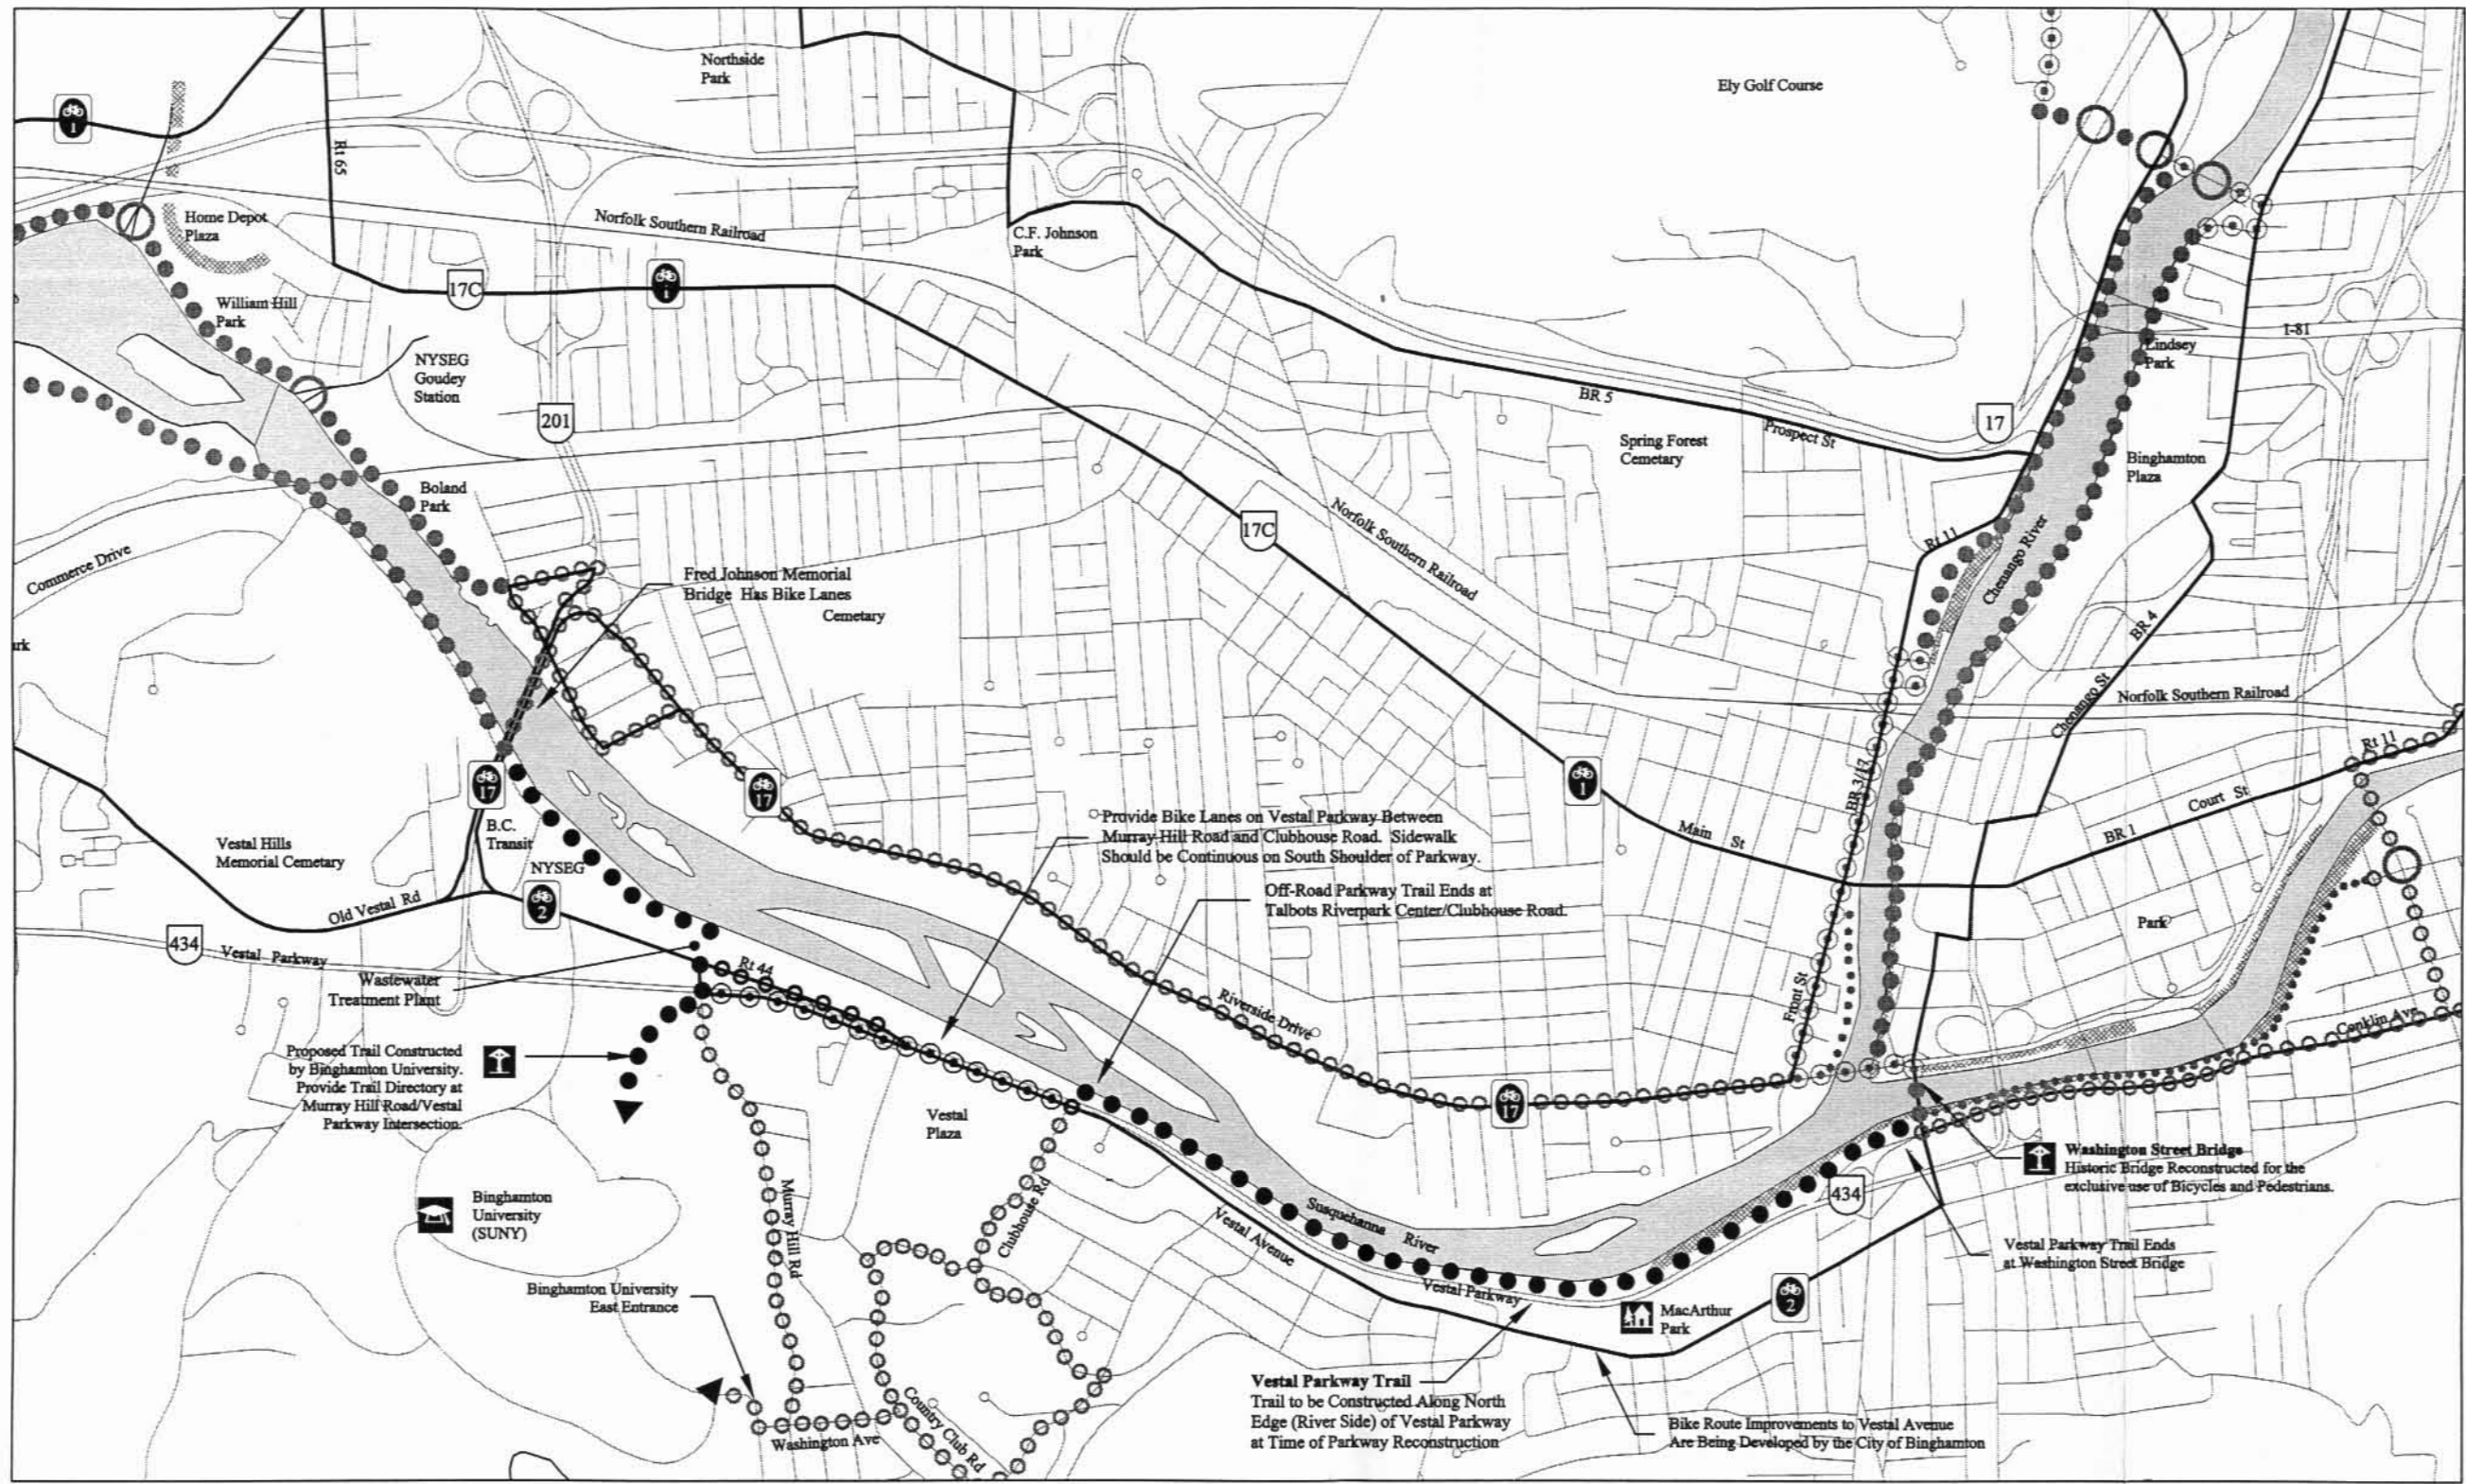 Northside
Park
Ely Golf Course
1
Rt 65
Home Depot
Plaza
Norfolk Southern Railroad
C.F. Johnson
Park
17C
1
William Hill
Park
NYSEG
Goudey
Station
I-81
Lindsey
Park
BR 5
201
17
Prospect St
Spring Forest
Cemetary
Binghamton
Plaza
Boland
Park
17C
Norfolk Southern Railroad
Rt 11
Chenango River
Commerce Drive
Fred Johnson Memorial
Bridge Has Bike Lanes
Cemetary
ark
BR 4
Chenango St
Norfolk Southern Railroad
Rt 11
17
17
1
BR 3/17
Court St
BR 1
Main St
Provide Bike Lanes on Vestal Parkway Between
Murray Hill Road and Clubhouse Road. Sidewalk
Should be Continuous on South Shoulder of Parkway.
B.C.
Transit
Vestal Hills
Memorial Cemetary
NYSEG
2
Old Vestal Rd
Off-Road Parkway Trail Ends at
Talbots Riverpark Center/Clubhouse Road.
Park
434
Vestal Parkway
Rt 44
Wastewater
Treatment Plant
Front St
Riverside Drive
Conklin Ave
Proposed Trail Constructed
by Binghamton University.
Provide Trail Directory at
Murray Hill Road/Vestal
Parkway Intersection.
Vestal
Plaza
17
Washington Street Bridge
Historic Bridge Reconstructed for the
exclusive use of Bicycles and Pedestrians.
434
Binghamton
University
(SUNY)
Murray Hill Rd
Clubhouse Rd
Vestal Avenue
Susquehanna River
Vestal Parkway Trail Ends
at Washington Street Bridge
Binghamton University
East Entrance
Vestal Parkway
MacArthur
Park
2
Vestal Parkway Trail
Trail to be Constructed Along North
Edge (River Side) of Vestal Parkway
at Time of Parkway Reconstruction
Bike Route Improvements to Vestal Avenue
Are Being Developed by the City of Binghamton
Country Club Rd
Washington Ave